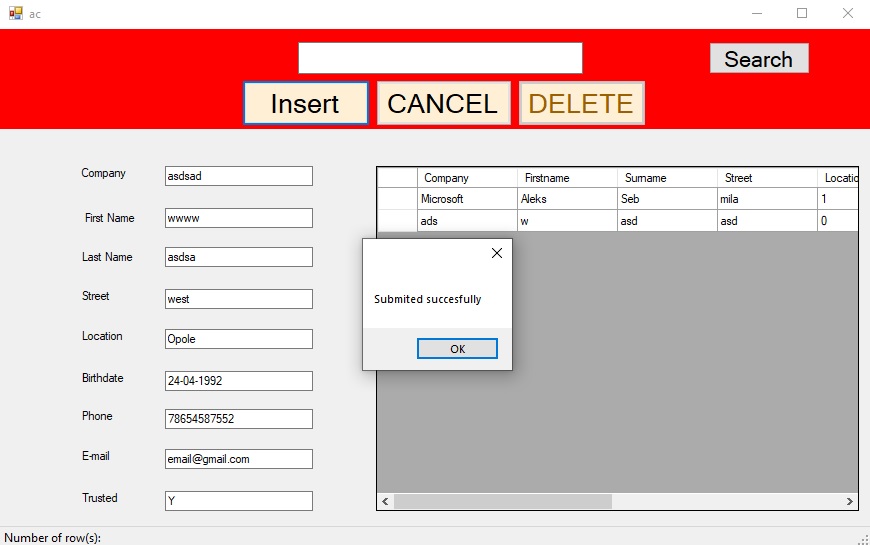 ac
Search
Insert CANCEL DELETE
Company asdsad
First Name wwww
Last Name asdsa
Street west
Location Opole
Birthdate 24-04-1992
Phone 78654587552
E-mail email@gmail.com
Trusted Y
Company Firstname Surname Street Locatio
Microsoft Aleks Seb mila 1
ads w asd asd 0
Submited succesfully
OK
Number of row(s):